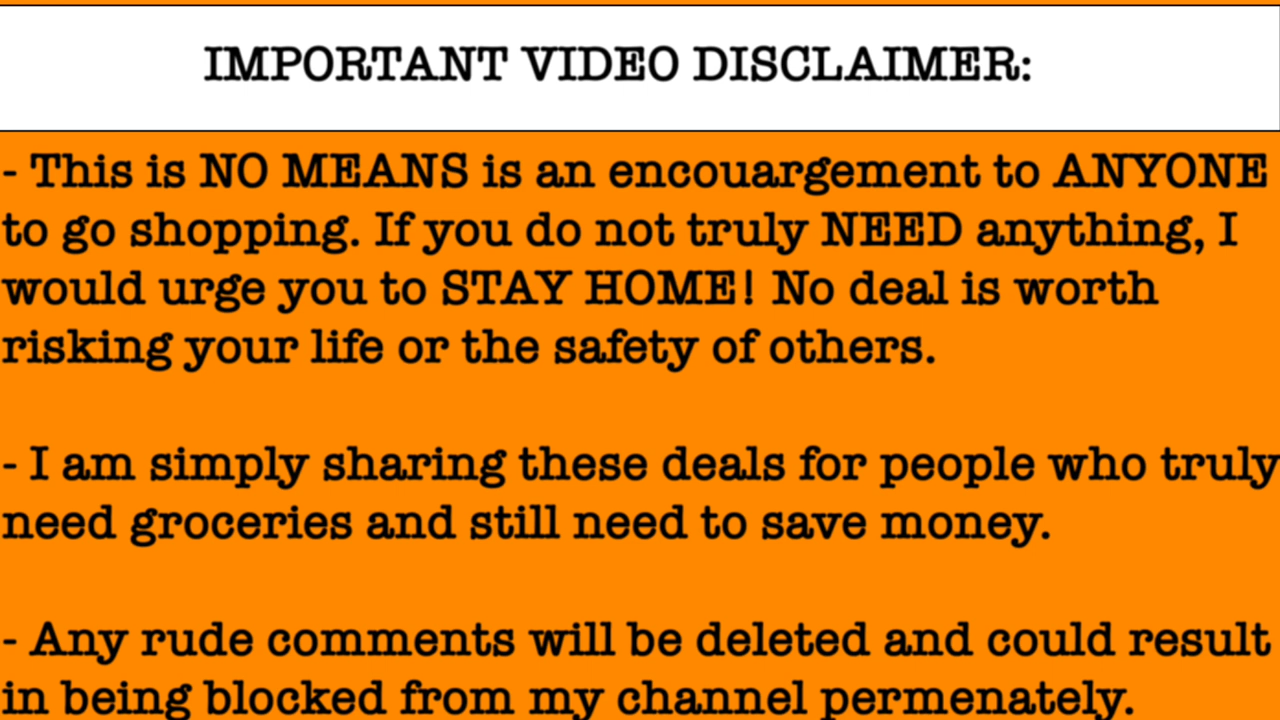 IMPORTANT VIDEO DISCLAIMER:
- This is NO MEANS is an encouargement to ANYONE
to go shopping. If you do not truly NEED anything, I
would urge you to STAY HOME! No deal is worth
risking your life or the safety of others.
- I am simply sharing these deals for people who truly
need groceries and still need to save money.
- Any rude comments will be deleted and could result
in being blocked from my channel permenately.